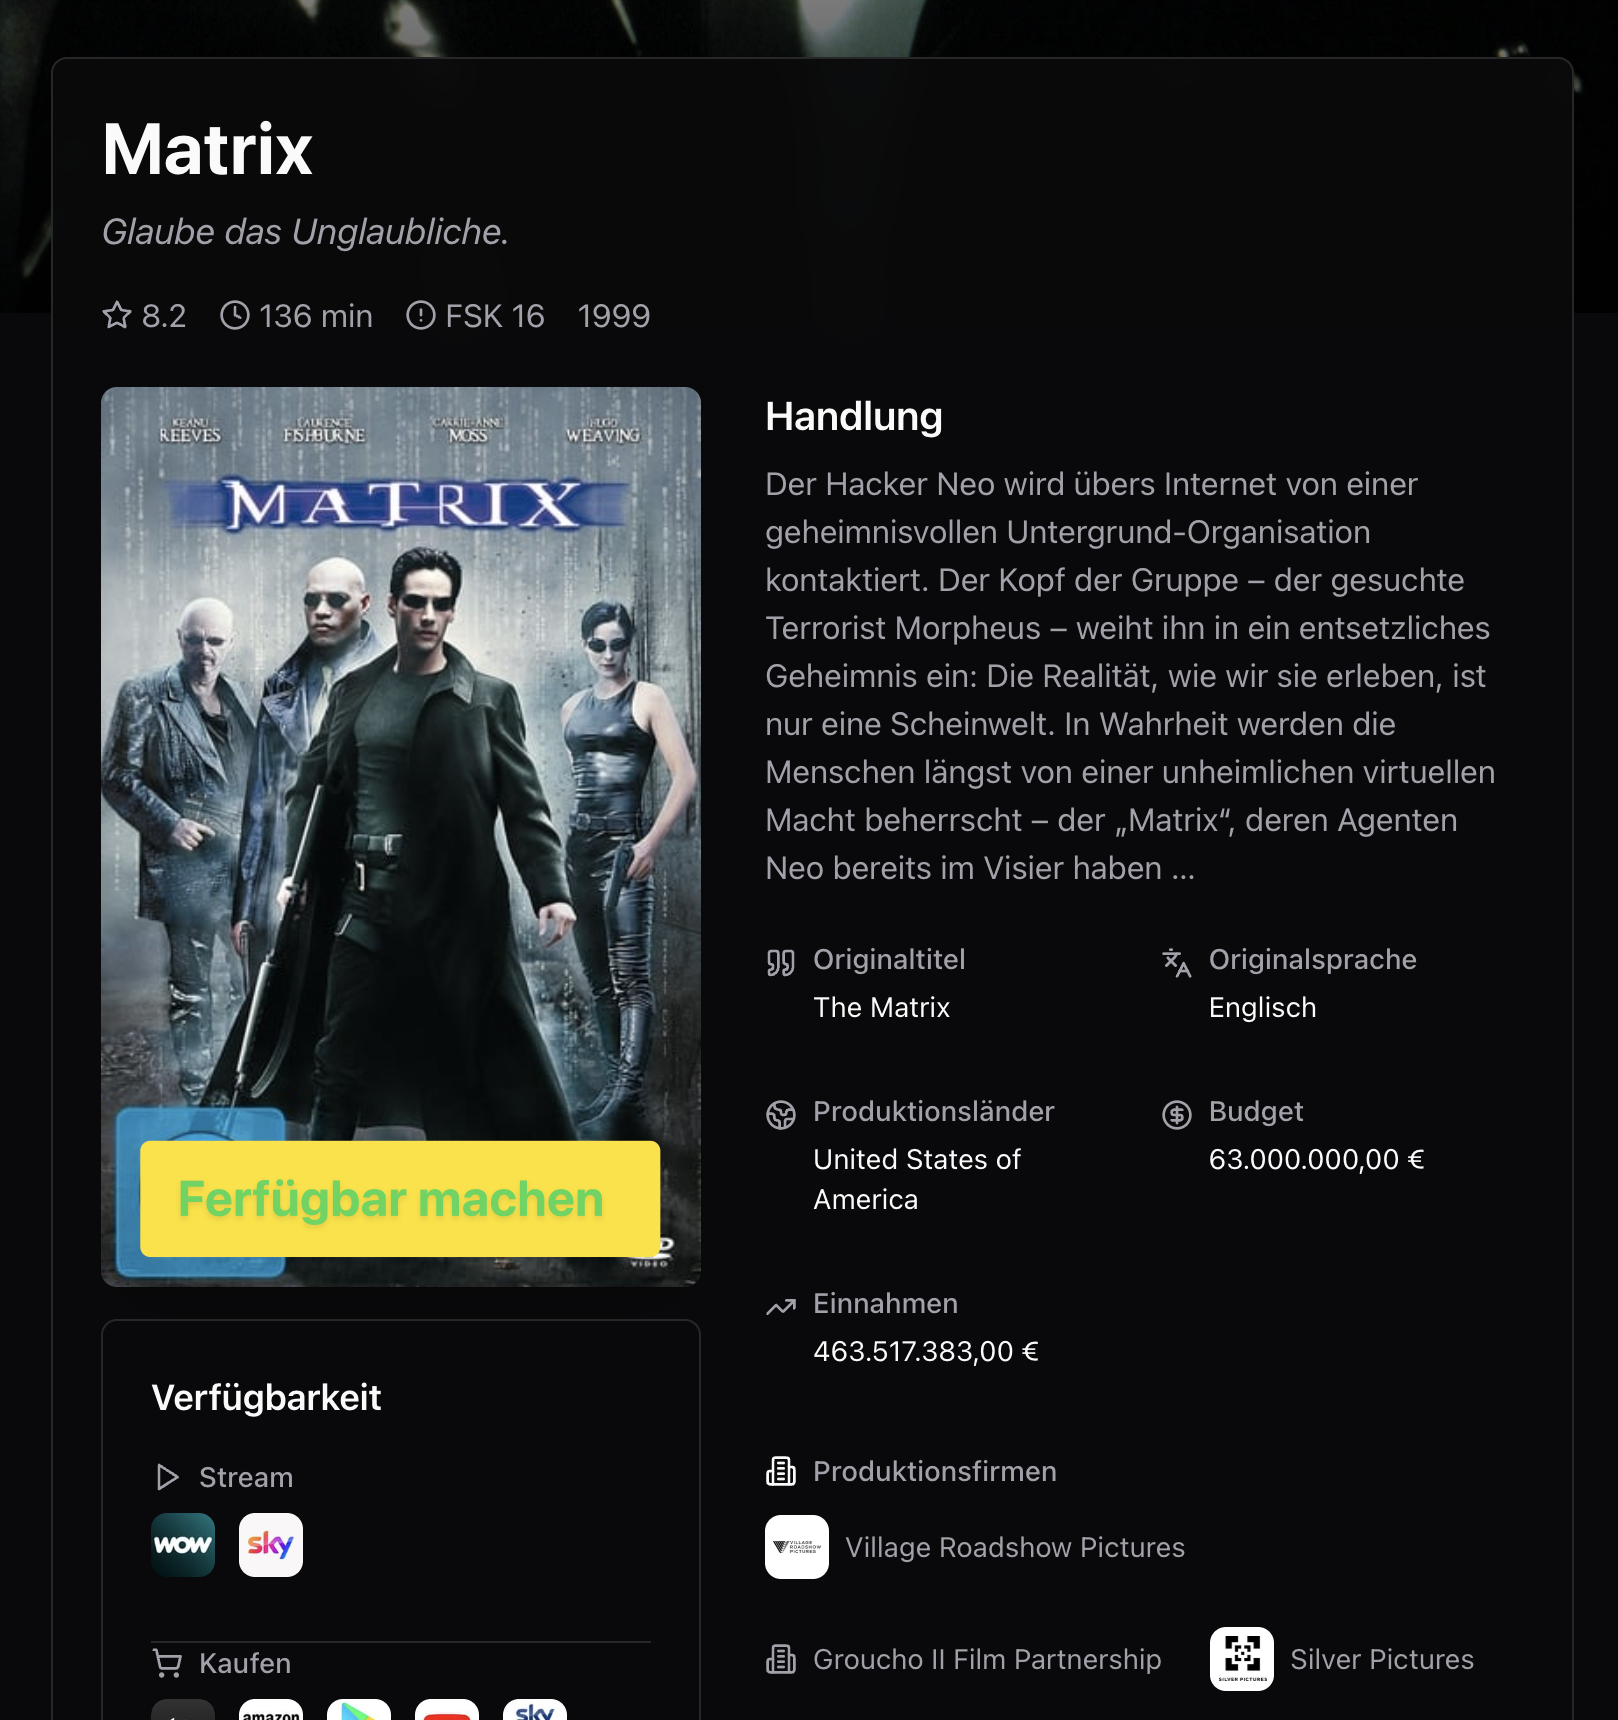 Matrix
Glaube das Unglaubliche.
8.2 136 min FSK 16 1999
KEANU REEVES
LAURENCE FISHBURNE
CARRIE-ANNE MOSS
HUGO WEAVING
MATRIX
Ferfügbar machen
VIDEO
Verfügbarkeit
Stream
WOW sky
Kaufen
amazon sky
Handlung
Der Hacker Neo wird übers Internet von einer
geheimnisvollen Untergrund-Organisation
kontaktiert. Der Kopf der Gruppe – der gesuchte
Terrorist Morpheus – weiht ihn in ein entsetzliches
Geheimnis ein: Die Realität, wie wir sie erleben, ist
nur eine Scheinwelt. In Wahrheit werden die
Menschen längst von einer unheimlichen virtuellen
Macht beherrscht – der „Matrix“, deren Agenten
Neo bereits im Visier haben ...
Originaltitel
The Matrix
Originalsprache
Englisch
Produktionsländer
United States of
America
Budget
63.000.000,00 €
Einnahmen
463.517.383,00 €
Produktionsfirmen
VILLAGE
ROADSHOW
PICTURES
Village Roadshow Pictures
Groucho II Film Partnership
SILVER PICTURES
Silver Pictures